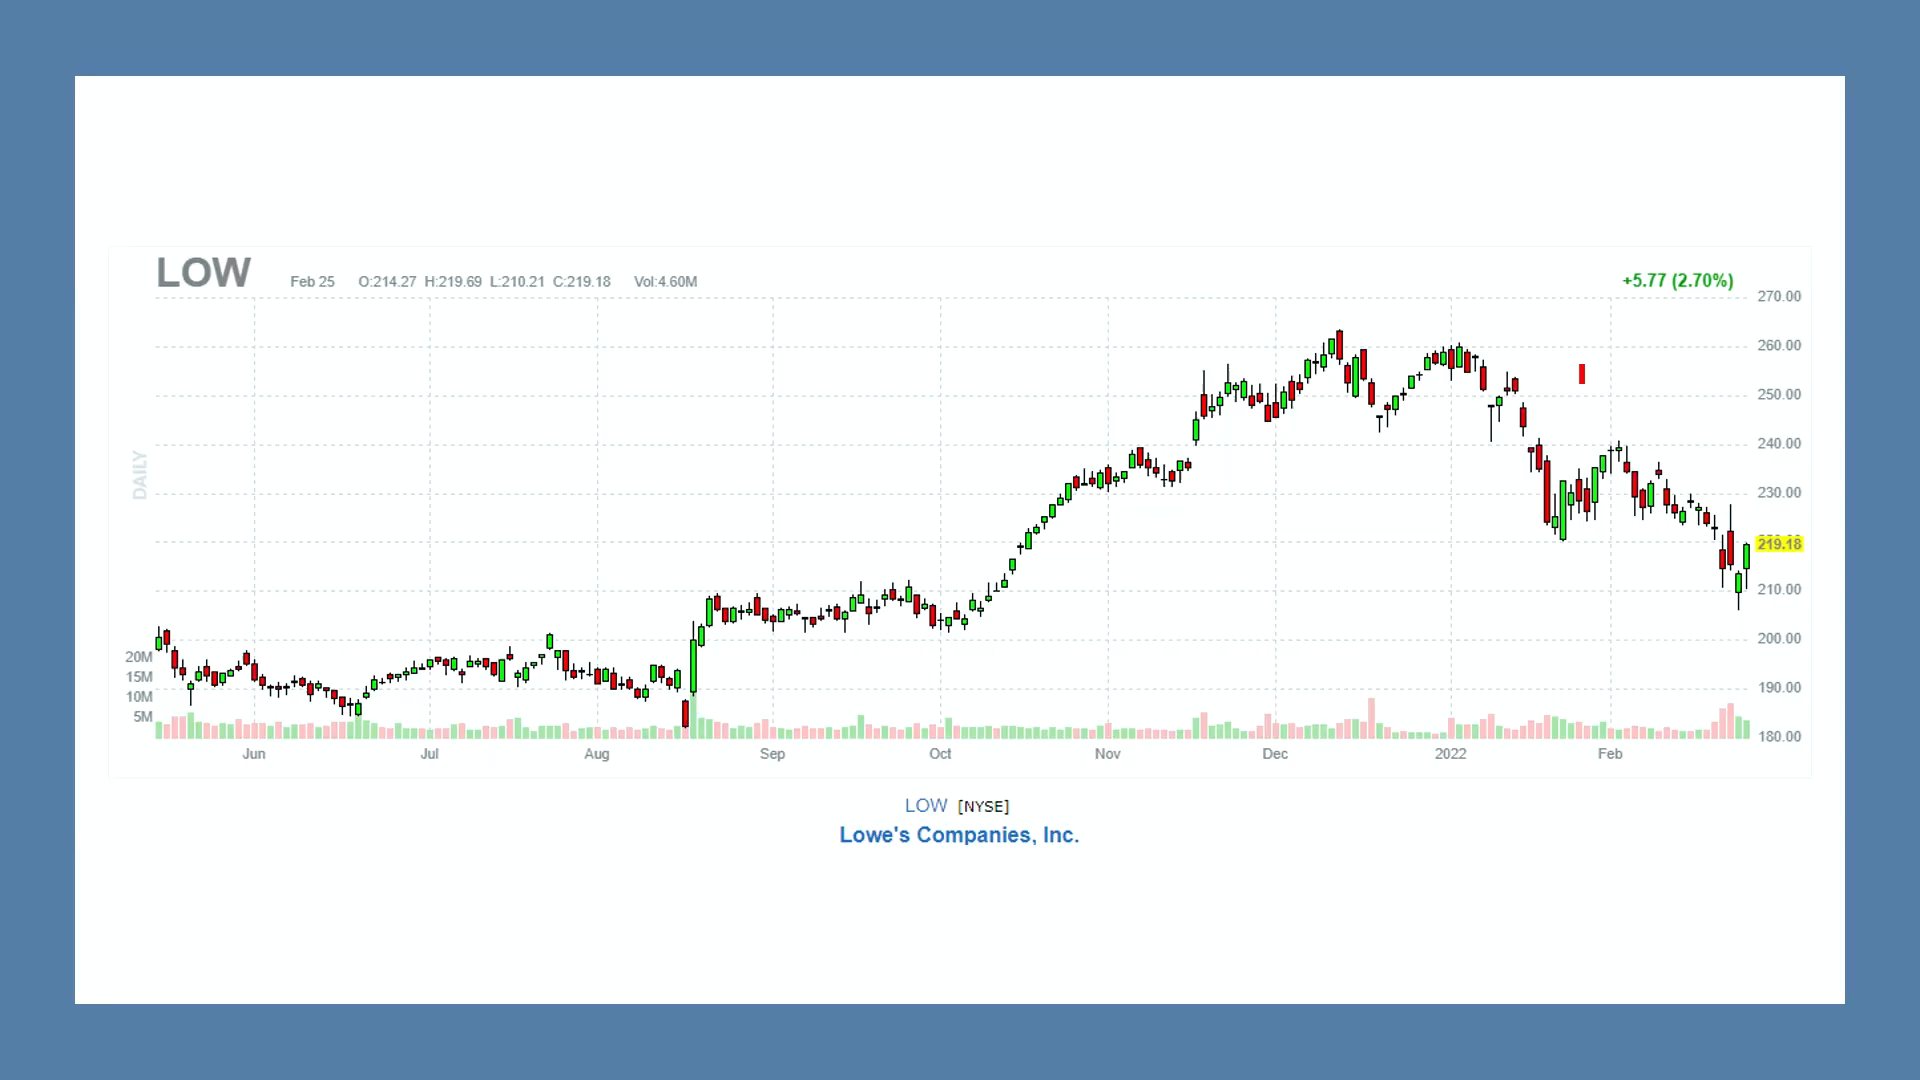 LOW Feb 25 O:214.27 H:219.69 L:210.21 C:219.18 Vol:4.60M +5.77 (2.70%)
270.00
260.00
250.00
240.00
DAILY
230.00
219.18
210.00
200.00
20M
15M
190.00
10M
5M
180.00
Jun Jul Aug Sep Oct Nov Dec 2022 Feb
LOW [NYSE]
Lowe's Companies, Inc.